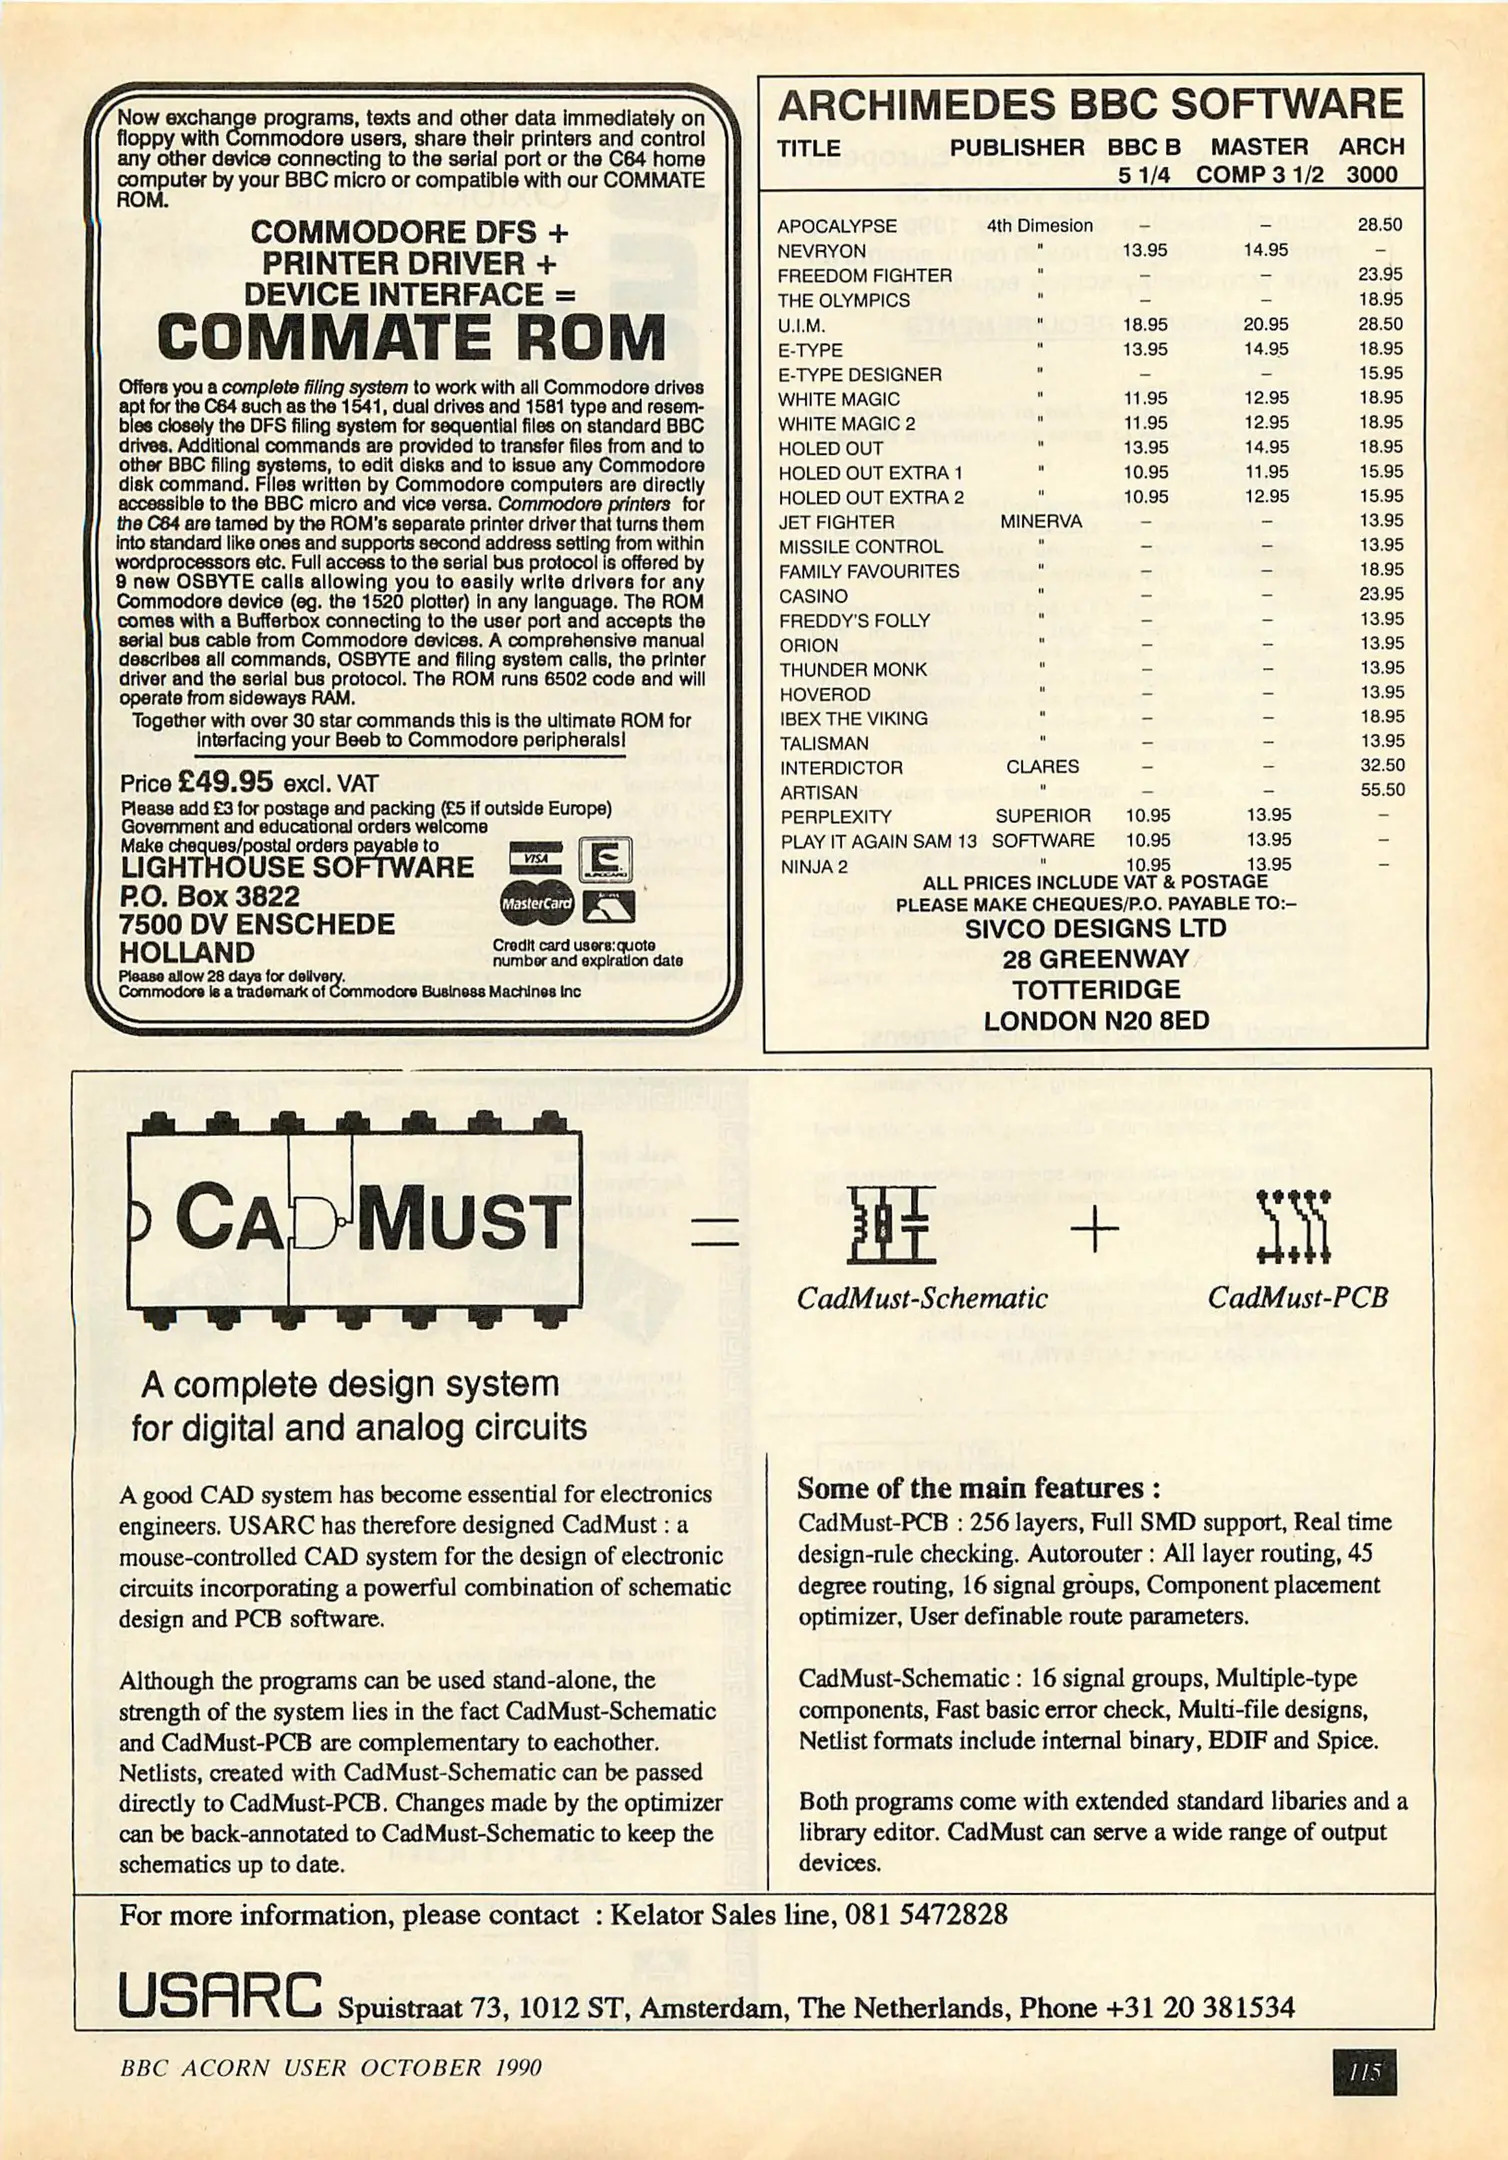 Now exchange programs, texts and other data immediately on
floppy with Commodore users, share their printers and control
any other device connecting to the serial port or the C64 home
computer by your BBC micro or compatible with our COMMATE
ROM.
COMMODORE DFS +
PRINTER DRIVER +
DEVICE INTERFACE =
COMMATE ROM
Offers you a complete filing system to work with all Commodore drives
apt for the C64 such as the 1541, dual drives and 1581 type and resem-
bles closely the DFS filing system for sequential files on standard BBC
drives. Additional commands are provided to transfer files from and to
other BBC filing systems, to edit disks and to issue any Commodore
disk command. Files written by Commodore computers are directly
accessible to the BBC micro and vice versa. Commodore printers for
the C64 are tamed by the ROM's separate printer driver that turns them
into standard like ones and supports second address setting from within
wordprocessors etc. Full access to the serial bus protocol is offered by
9 new OSBYTE calls allowing you to easily write drivers for any
Commodore device (eg. the 1520 plotter) in any language. The ROM
comes with a Bufferbox connecting to the user port and accepts the
serial bus cable from Commodore devices. A comprehensive manual
describes all commands, OSBYTE and filing system calls, the printer
driver and the serial bus protocol. The ROM runs 6502 code and will
operate from sideways RAM.
Together with over 30 star commands this is the ultimate ROM for
interfacing your Beeb to Commodore peripherals!
Price £49.95 excl. VAT
Please add £3 for postage and packing (£5 if outside Europe)
Government and educational orders welcome
Make cheques/postal orders payable to
LIGHTHOUSE SOFTWARE
P.O. Box 3822
7500 DV ENSCHEDE
HOLLAND
VISA
E
EUROCARD
MasterCard
Credit card users: quote
number and expiration date
Please allow 28 days for delivery.
Commodore is a trademark of Commodore Business Machines Inc
ARCHIMEDES BBC SOFTWARE
TITLE PUBLISHER BBC B MASTER ARCH
5 1/4 COMP 3 1/2 3000
APOCALYPSE 4th Dimesion – – 28.50
NEVRYON " 13.95 14.95 –
FREEDOM FIGHTER " – – 23.95
THE OLYMPICS " – – 18.95
U.I.M. " 18.95 20.95 28.50
E-TYPE " 13.95 14.95 18.95
E-TYPE DESIGNER " – – 15.95
WHITE MAGIC " 11.95 12.95 18.95
WHITE MAGIC 2 " 11.95 12.95 18.95
HOLED OUT " 13.95 14.95 18.95
HOLED OUT EXTRA 1 " 10.95 11.95 15.95
HOLED OUT EXTRA 2 " 10.95 12.95 15.95
JET FIGHTER MINERVA – – 13.95
MISSILE CONTROL " – – 13.95
FAMILY FAVOURITES " – – 18.95
CASINO " – – 23.95
FREDDY'S FOLLY " – – 13.95
ORION " – – 13.95
THUNDER MONK " – – 13.95
HOVEROD " – – 13.95
IBEX THE VIKING " – – 18.95
TALISMAN " – – 13.95
INTERDICTOR CLARES – – 32.50
ARTISAN " – – 55.50
PERPLEXITY SUPERIOR 10.95 13.95 –
PLAY IT AGAIN SAM 13 SOFTWARE 10.95 13.95 –
NINJA 2 " 10.95 13.95 –
ALL PRICES INCLUDE VAT & POSTAGE
PLEASE MAKE CHEQUES/P.O. PAYABLE TO:–
SIVCO DESIGNS LTD
28 GREENWAY
TOTTERIDGE
LONDON N20 8ED
CADMUST = +
CadMust-Schematic CadMust-PCB
A complete design system
for digital and analog circuits
A good CAD system has become essential for electronics
engineers. USARC has therefore designed CadMust : a
mouse-controlled CAD system for the design of electronic
circuits incorporating a powerful combination of schematic
design and PCB software.
Although the programs can be used stand-alone, the
strength of the system lies in the fact CadMust-Schematic
and CadMust-PCB are complementary to eachother.
Netlists, created with CadMust-Schematic can be passed
directly to CadMust-PCB. Changes made by the optimizer
can be back-annotated to CadMust-Schematic to keep the
schematics up to date.
Some of the main features :
CadMust-PCB : 256 layers, Full SMD support, Real time
design-rule checking. Autorouter : All layer routing, 45
degree routing, 16 signal groups, Component placement
optimizer, User definable route parameters.
CadMust-Schematic : 16 signal groups, Multiple-type
components, Fast basic error check, Multi-file designs,
Netlist formats include internal binary, EDIF and Spice.
Both programs come with extended standard libaries and a
library editor. CadMust can serve a wide range of output
devices.
For more information, please contact : Kelator Sales line, 081 5472828
USARC Spuistraat 73, 1012 ST, Amsterdam, The Netherlands, Phone +31 20 381534
BBC ACORN USER OCTOBER 1990
115